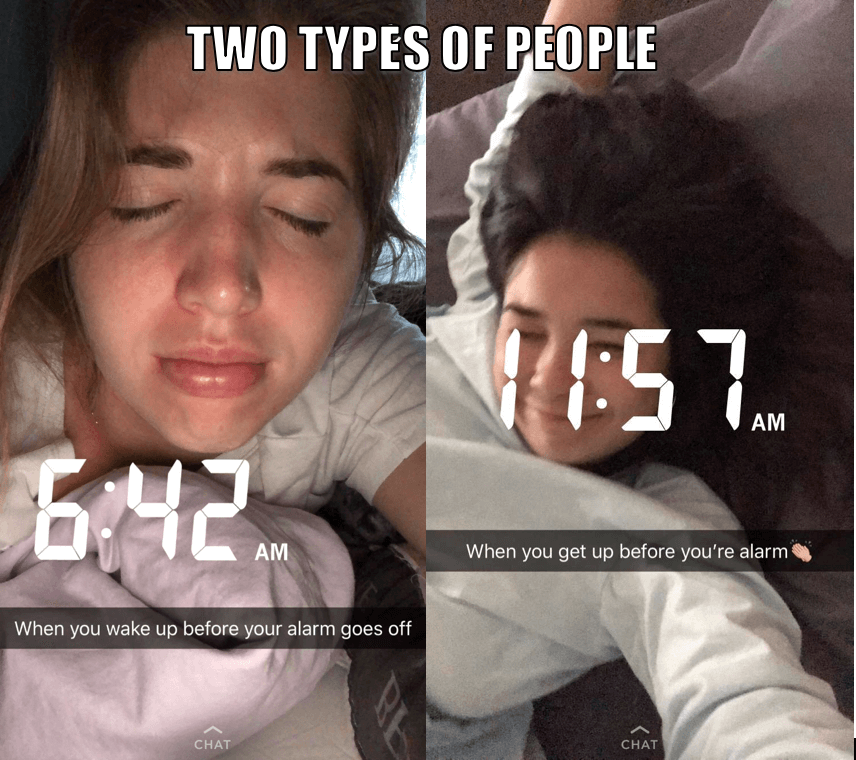 TWO TYPES OF PEOPLE
6:42 AM
When you wake up before your alarm goes off
CHAT
11:57 AM
When you get up before you're alarm👏🏻
CHAT